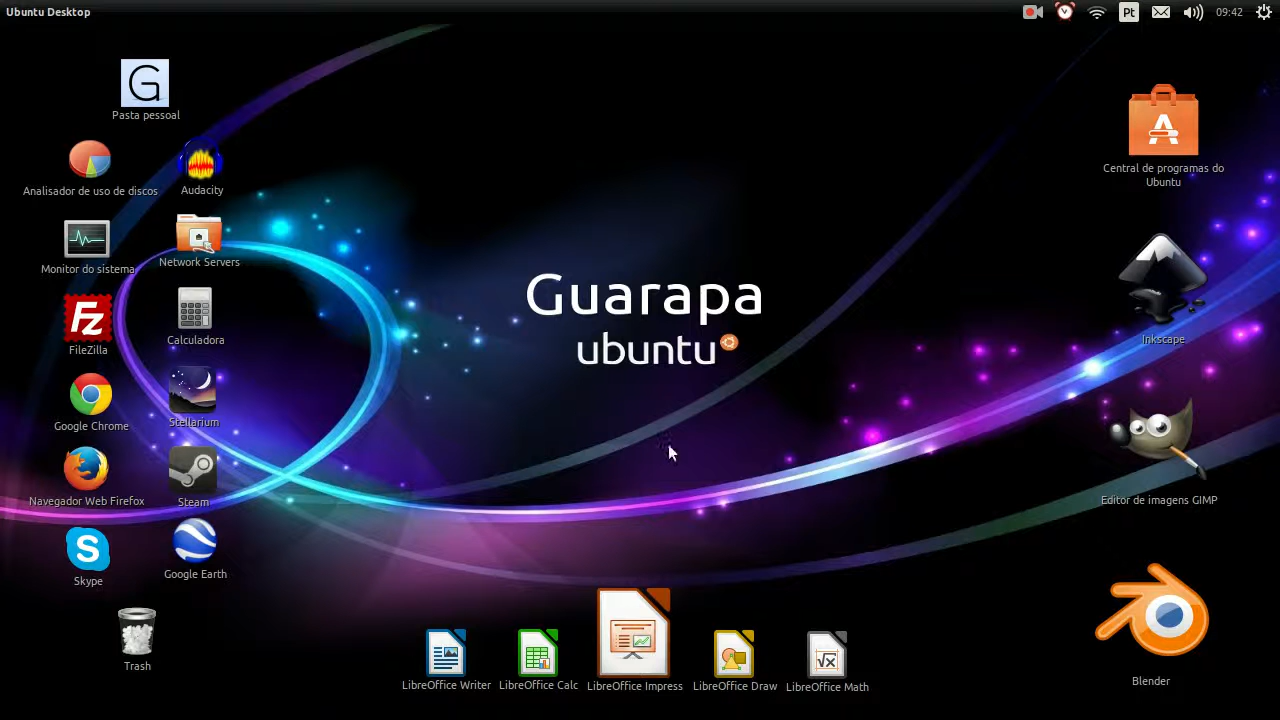 Ubuntu Desktop
Pt
09:42
G
Pasta pessoal
Analisador de uso de discos
Audacity
Monitor do sistema
Network Servers
Fz
FileZilla
Calculadora
Google Chrome
Stellarium
Navegador Web Firefox
Steam
S
Skype
Google Earth
Trash
Guarapa
ubuntu
LibreOffice Writer
LibreOffice Calc
LibreOffice Impress
LibreOffice Draw
√x
LibreOffice Math
A
Central de programas do
Ubuntu
Inkscape
Editor de imagens GIMP
Blender